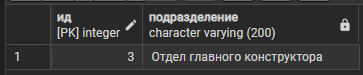 ид
[PK] integer
подразделение
character varying (200)
1
3
Отдел главного конструктора